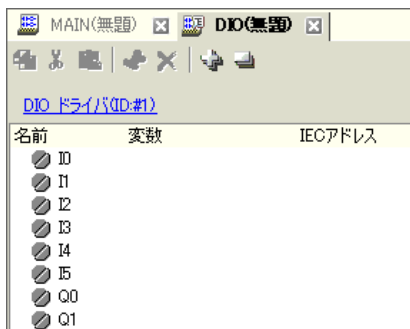 MAIN(無題) DIO(無題)
DIO ドライバ(ID:#1)
名前 変数 IECアドレス
I0
I1
I2
I3
I4
I5
Q0
Q1